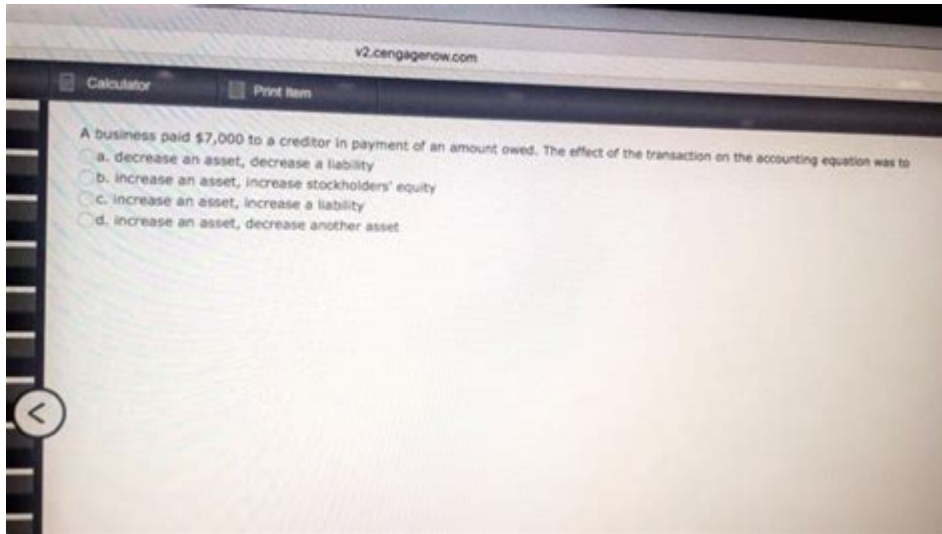 v2.cengagenow.com
Calculator Print Item
A business paid $7,000 to a creditor in payment of an amount owed. The effect of the transaction on the accounting equation was to
a. decrease an asset, decrease a liability
b. increase an asset, increase stockholders' equity
c. increase an asset, increase a liability
d. increase an asset, decrease another asset